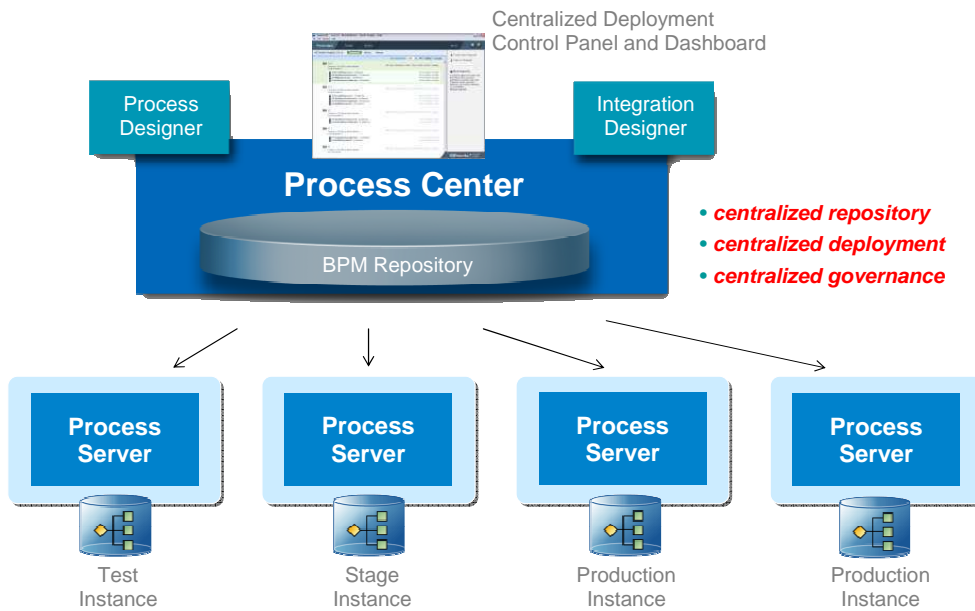 Centralized Deployment
Control Panel and Dashboard
Process
Designer
Integration
Designer
Process Center
BPM Repository
• centralized repository
• centralized deployment
• centralized governance
Process
Server
Process
Server
Process
Server
Process
Server
Test
Instance
Stage
Instance
Production
Instance
Production
Instance